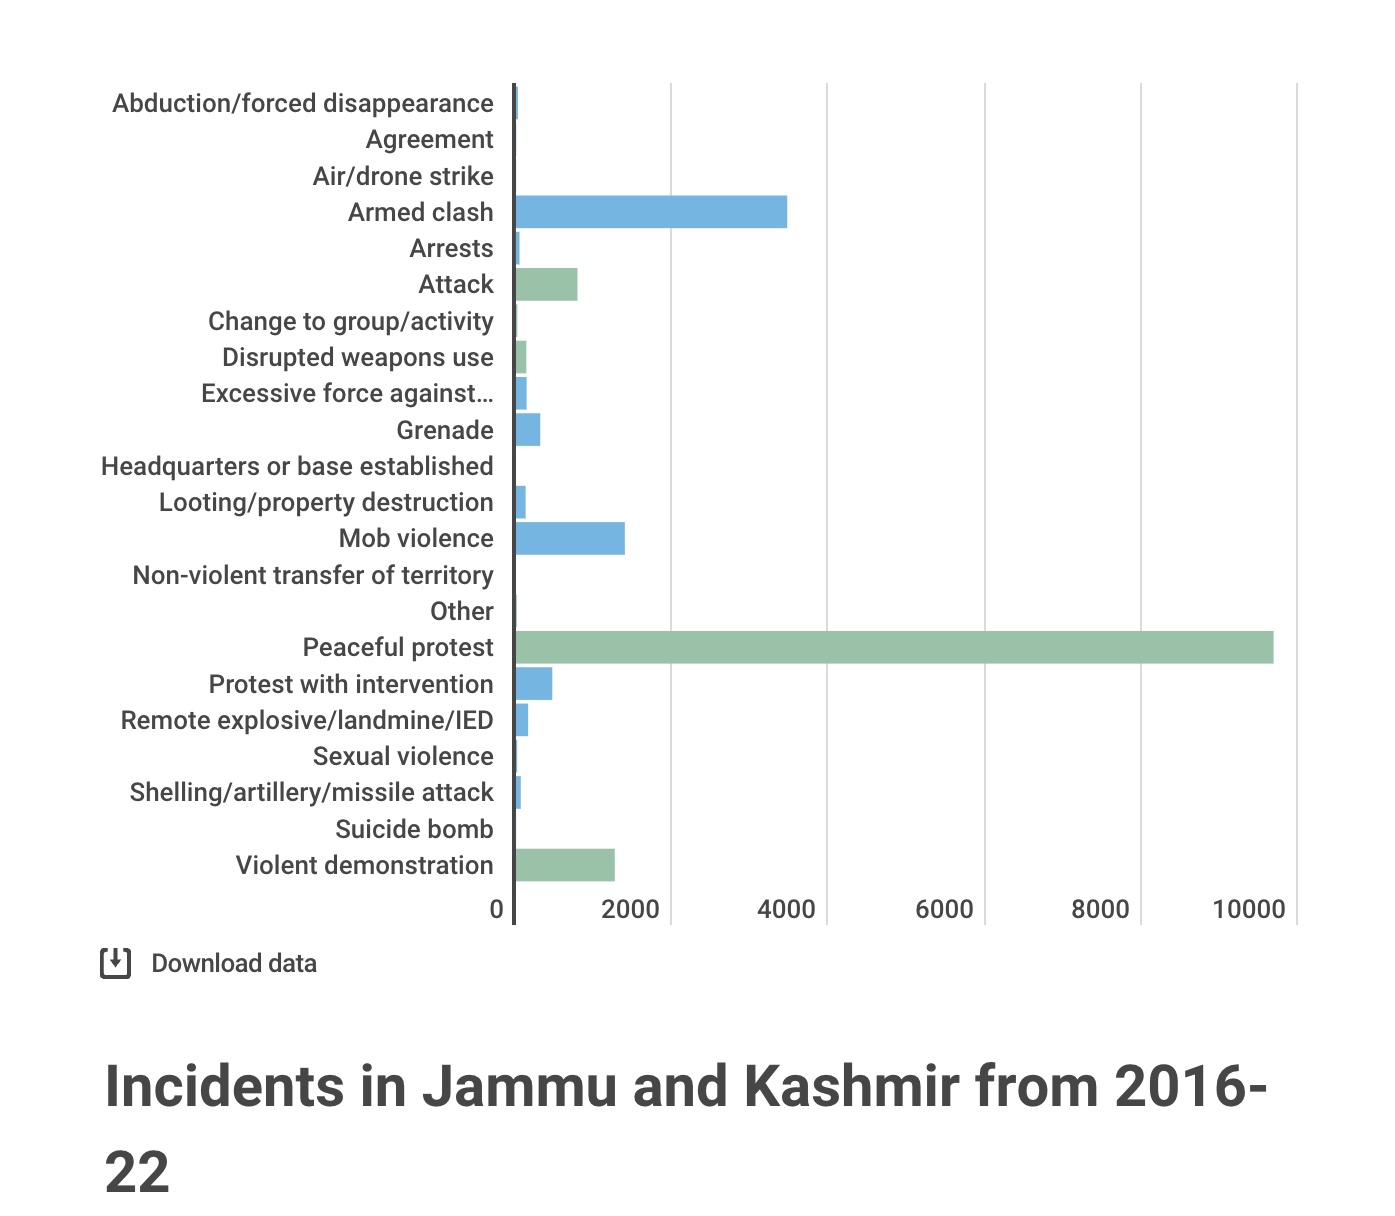 Abduction/forced disappearance
Agreement
Air/drone strike
Armed clash
Arrests
Attack
Change to group/activity
Disrupted weapons use
Excessive force against...
Grenade
Headquarters or base established
Looting/property destruction
Mob violence
Non-violent transfer of territory
Other
Peaceful protest
Protest with intervention
Remote explosive/landmine/IED
Sexual violence
Shelling/artillery/missile attack
Suicide bomb
Violent demonstration
0 2000 4000 6000 8000 10000
Download data
Incidents in Jammu and Kashmir from 2016-
22